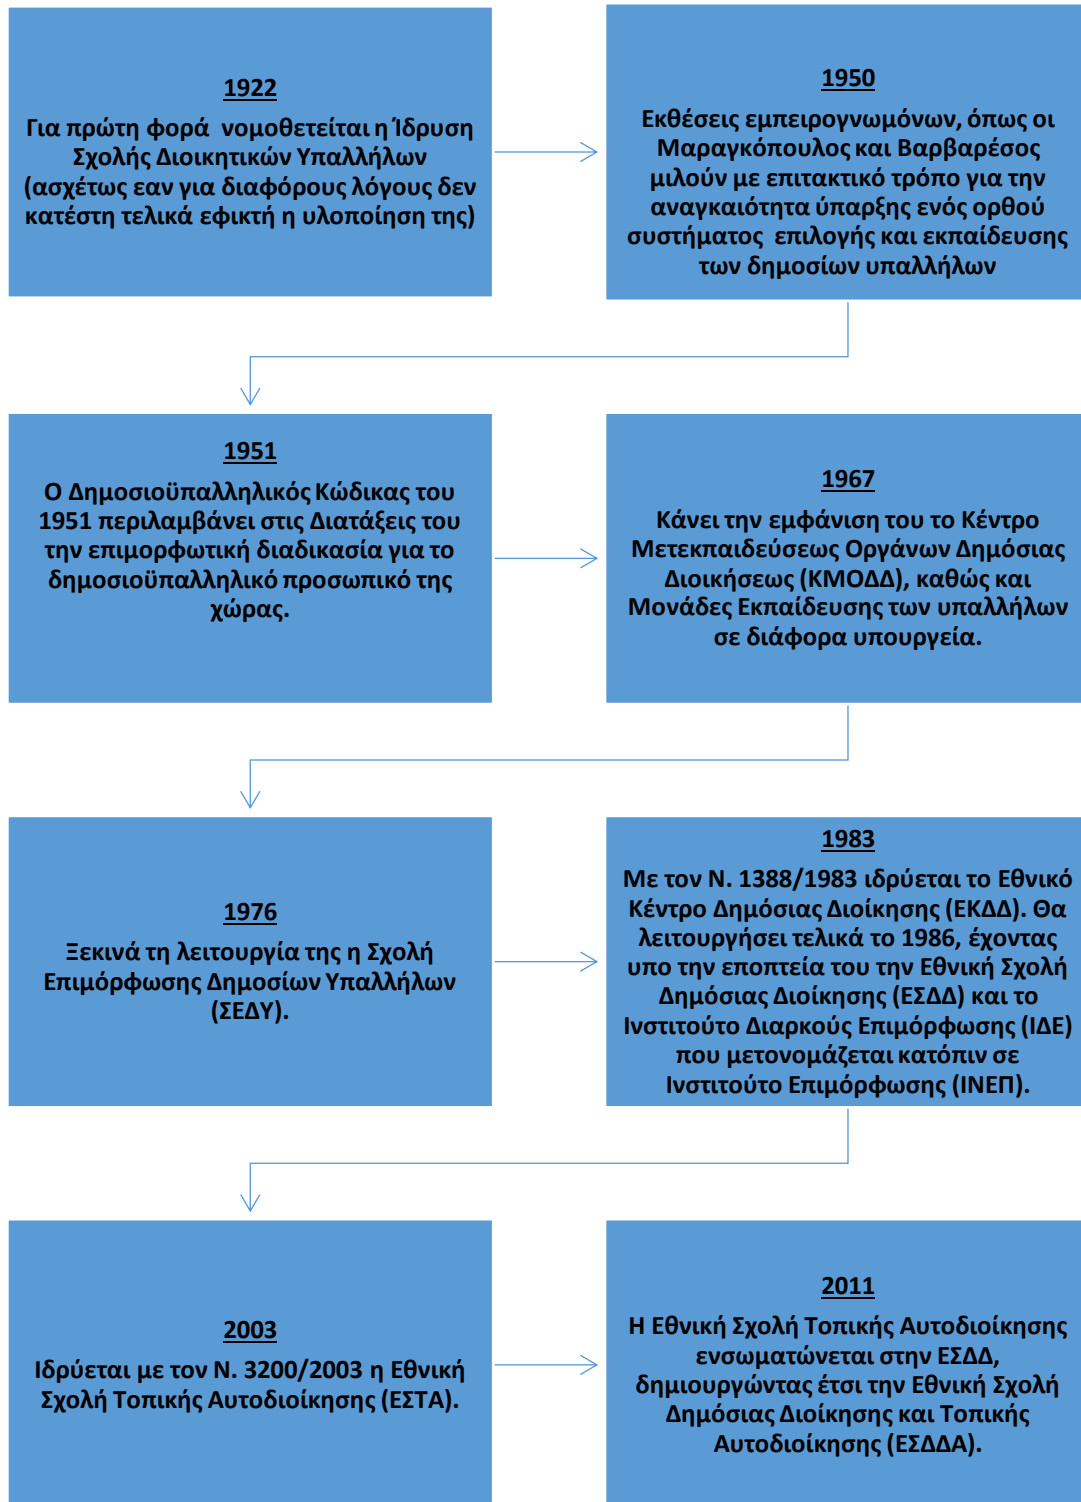 1922
Για πρώτη φορά νομοθετείται η Ίδρυση
Σχολής Διοικητικών Υπαλλήλων
(ασχέτως εαν για διαφόρους λόγους δεν
κατέστη τελικά εφικτή η υλοποίηση της)
1950
Εκθέσεις εμπειρογνωμόνων, όπως οι
Μαραγκόπουλος και Βαρβαρέσος
μιλούν με επιτακτικό τρόπο για την
αναγκαιότητα ύπαρξης ενός ορθού
συστήματος επιλογής και εκπαίδευσης
των δημοσίων υπαλλήλων
1951
Ο Δημοσιοϋπαλληλικός Κώδικας του
1951 περιλαμβάνει στις Διατάξεις του
την επιμορφωτική διαδικασία για το
δημοσιοϋπαλληλικό προσωπικό της
χώρας.
1967
Κάνει την εμφάνιση του το Κέντρο
Μετεκπαιδεύσεως Οργάνων Δημόσιας
Διοικήσεως (ΚΜΟΔΔ), καθώς και
Μονάδες Εκπαίδευσης των υπαλλήλων
σε διάφορα υπουργεία.
1976
Ξεκινά τη λειτουργία της η Σχολή
Επιμόρφωσης Δημοσίων Υπαλλήλων
(ΣΕΔΥ).
1983
Με τον Ν. 1388/1983 ιδρύεται το Εθνικό
Κέντρο Δημόσιας Διοίκησης (ΕΚΔΔ). Θα
λειτουργήσει τελικά το 1986, έχοντας
υπο την εποπτεία του την Εθνική Σχολή
Δημόσιας Διοίκησης (ΕΣΔΔ) και το
Ινστιτούτο Διαρκούς Επιμόρφωσης (ΙΔΕ)
που μετονομάζεται κατόπιν σε
Ινστιτούτο Επιμόρφωσης (ΙΝΕΠ).
2003
Ιδρύεται με τον Ν. 3200/2003 η Εθνική
Σχολή Τοπικής Αυτοδιοίκησης (ΕΣΤΑ).
2011
Η Εθνική Σχολή Τοπικής Αυτοδιοίκησης
ενσωματώνεται στην ΕΣΔΔ,
δημιουργώντας έτσι την Εθνική Σχολή
Δημόσιας Διοίκησης και Τοπικής
Αυτοδιοίκησης (ΕΣΔΔΑ).